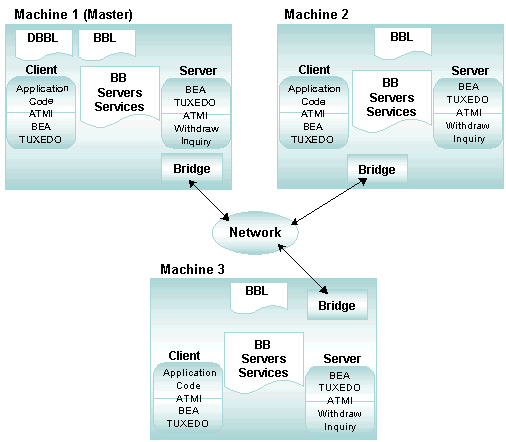 Machine 1 (Master)
DBBL
BBL
Client
Application
Code
ATMI
BEA
TUXEDO
BB
Servers
Services
Server
BEA
TUXEDO
ATMI
Withdraw
Inquiry
Bridge
Machine 2
BBL
Client
Application
Code
ATMI
BEA
TUXEDO
BB
Servers
Services
Server
BEA
TUXEDO
ATMI
Withdraw
Inquiry
Bridge
Network
Machine 3
BBL
Bridge
Client
Application
Code
ATMI
BEA
TUXEDO
BB
Servers
Services
Server
BEA
TUXEDO
ATMI
Withdraw
Inquiry